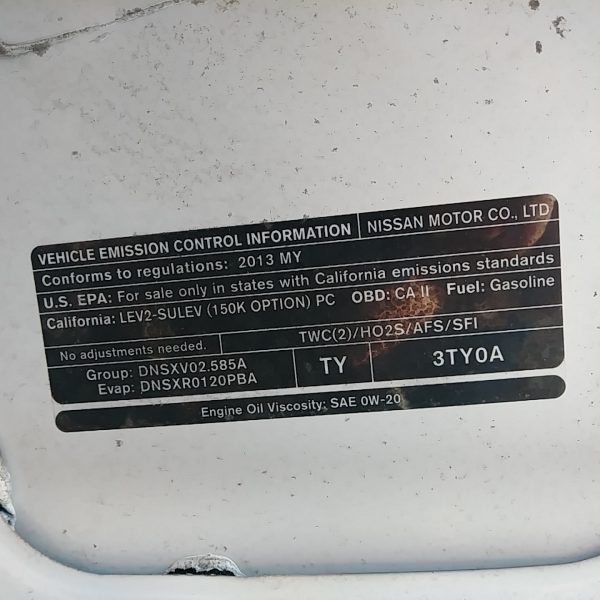 VEHICLE EMISSION CONTROL INFORMATION NISSAN MOTOR CO., LTD
Conforms to regulations: 2013 MY
U.S. EPA: For sale only in states with California emissions standards
California: LEV2-SULEV (150K OPTION) PC OBD: CA II Fuel: Gasoline
No adjustments needed. TWC(2)/HO2S/AFS/SFI
Group: DNSXV02.585A
Evap: DNSXR0120PBA
TY 3TY0A
Engine Oil Viscosity: SAE 0W-20